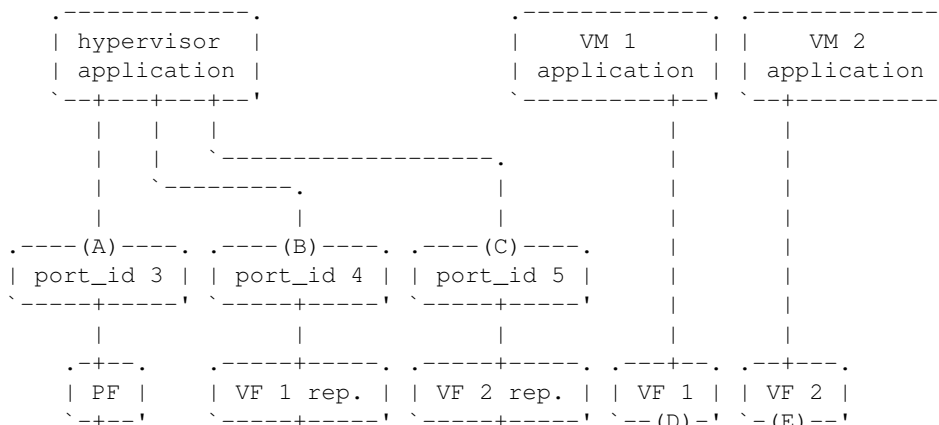 hypervisor VM 1 VM 2
application application application
(A) (B) (C)
port_id 3 port_id 4 port_id 5
PF VF 1 rep. VF 2 rep. VF 1 VF 2
(D) (E)